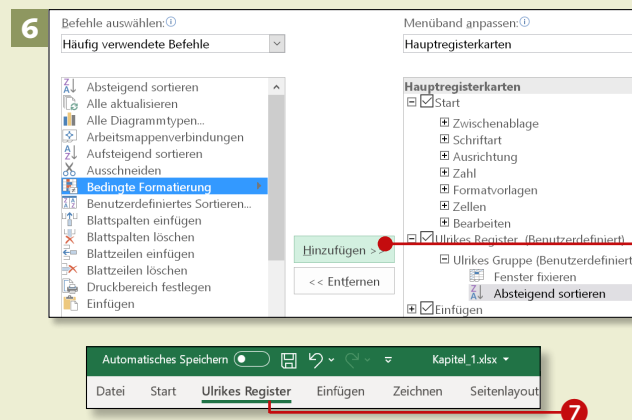 6
Befehle auswählen:
Häufig verwendete Befehle
Absteigend sortieren
Alle aktualisieren
Alle Diagrammtypen...
Arbeitsmappenverbindungen
Aufsteigend sortieren
Ausschneiden
Bedingte Formatierung
Benutzerdefiniertes Sortieren...
Blattspalten einfügen
Blattspalten löschen
Blattzeilen einfügen
Blattzeilen löschen
Druckbereich festlegen
Einfügen
Hinzufügen >>
<< Entfernen
Menüband anpassen:
Hauptregisterkarten
Hauptregisterkarten
Start
Zwischenablage
Schriftart
Ausrichtung
Zahl
Formatvorlagen
Zellen
Bearbeiten
Ulrikes Register (Benutzerdefiniert)
Ulrikes Gruppe (Benutzerdefiniert
Fenster fixieren
Absteigend sortieren
Einfügen
Automatisches Speichern Kapitel_1.xlsx
Datei Start Ulrikes Register Einfügen Zeichnen Seitenlayout
7